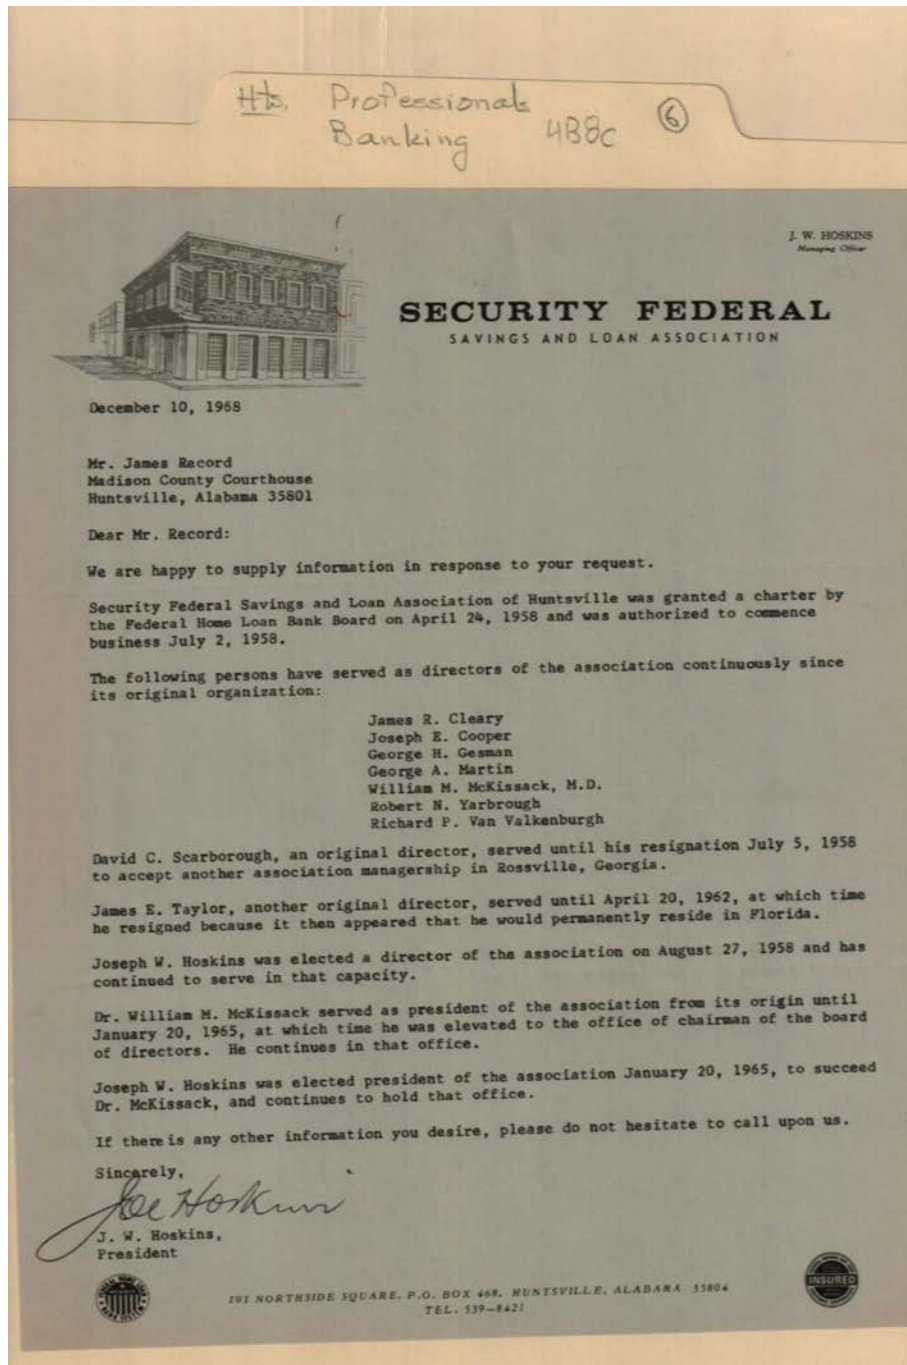 Hts. Professionals
Banking 4B8c 6
J. W. HOSKINS
Managing Officer
SECURITY FEDERAL
SAVINGS AND LOAN ASSOCIATION
December 10, 1968
Mr. James Record
Madison County Courthouse
Huntsville, Alabama 35801
Dear Mr. Record:
We are happy to supply information in response to your request.
Security Federal Savings and Loan Association of Huntsville was granted a charter by
the Federal Home Loan Bank Board on April 24, 1958 and was authorized to commence
business July 2, 1958.
The following persons have served as directors of the association continuously since
its original organization:
James R. Cleary
Joseph E. Cooper
George H. Gesman
George A. Martin
William M. McKissack, M.D.
Robert N. Yarbrough
Richard P. Van Valkenburgh
David C. Scarborough, an original director, served until his resignation July 5, 1958
to accept another association managership in Rossville, Georgia.
James E. Taylor, another original director, served until April 20, 1962, at which time
he resigned because it then appeared that he would permanently reside in Florida.
Joseph W. Hoskins was elected a director of the association on August 27, 1958 and has
continued to serve in that capacity.
Dr. William M. McKissack served as president of the association from its origin until
January 20, 1965, at which time he was elevated to the office of chairman of the board
of directors. He continues in that office.
Joseph W. Hoskins was elected president of the association January 20, 1965, to succeed
Dr. McKissack, and continues to hold that office.
If there is any other information you desire, please do not hesitate to call upon us.
Sincerely,
Joe Hoskins
J. W. Hoskins,
President
FEDERAL HOME LOAN BANK SYSTEM
INSURED
101 NORTHSIDE SQUARE, P.O. BOX 468, HUNTSVILLE, ALABAMA 35804
TEL. 539-8421